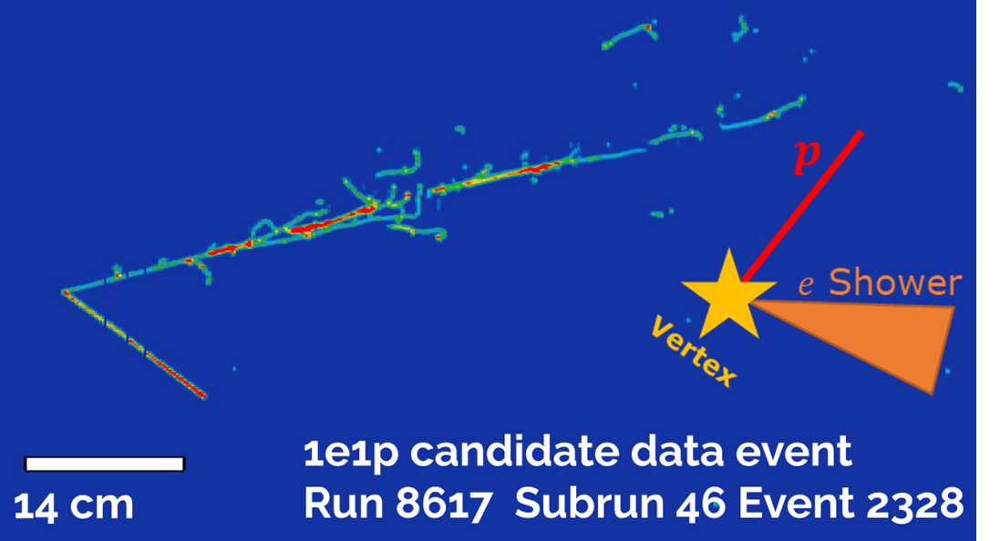 p
e Shower
Vertex
1e1p candidate data event
14 cm
Run 8617 Subrun 46 Event 2328